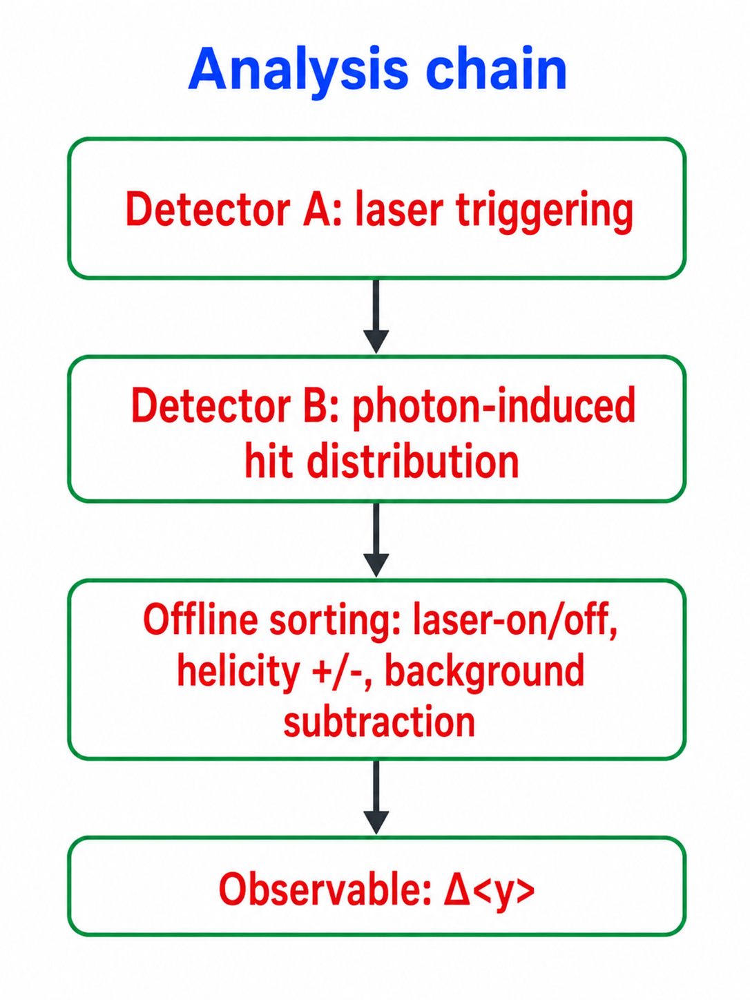 Analysis chain
Detector A: laser triggering
Detector B: photon-induced
hit distribution
Offline sorting: laser-on/off,
helicity +/-, background
subtraction
Observable: Δ<y>